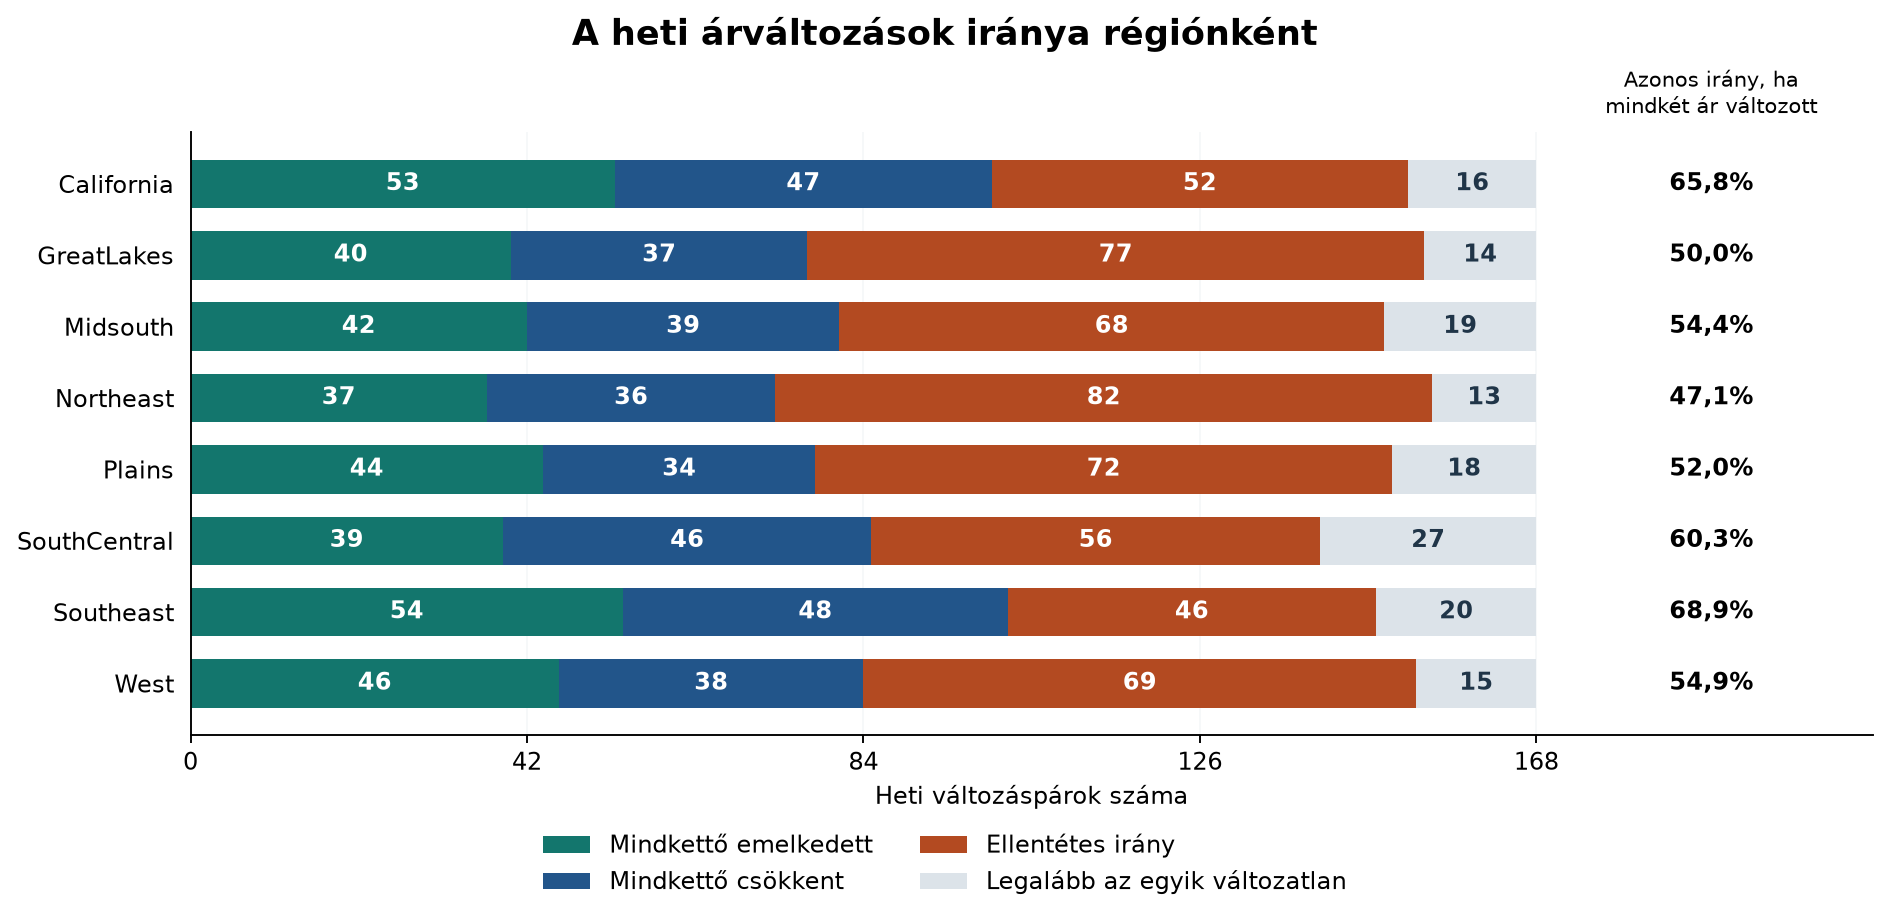 A heti árváltozások iránya régiónként
Azonos irány, ha
mindkét ár változott
California 53 47 52 16 65,8%
GreatLakes 40 37 77 14 50,0%
Midsouth 42 39 68 19 54,4%
Northeast 37 36 82 13 47,1%
Plains 44 34 72 18 52,0%
SouthCentral 39 46 56 27 60,3%
Southeast 54 48 46 20 68,9%
West 46 38 69 15 54,9%
0 42 84 126 168
Heti változáspárok száma
Mindkettő emelkedett Ellentétes irány
Mindkettő csökkent Legalább az egyik változatlan